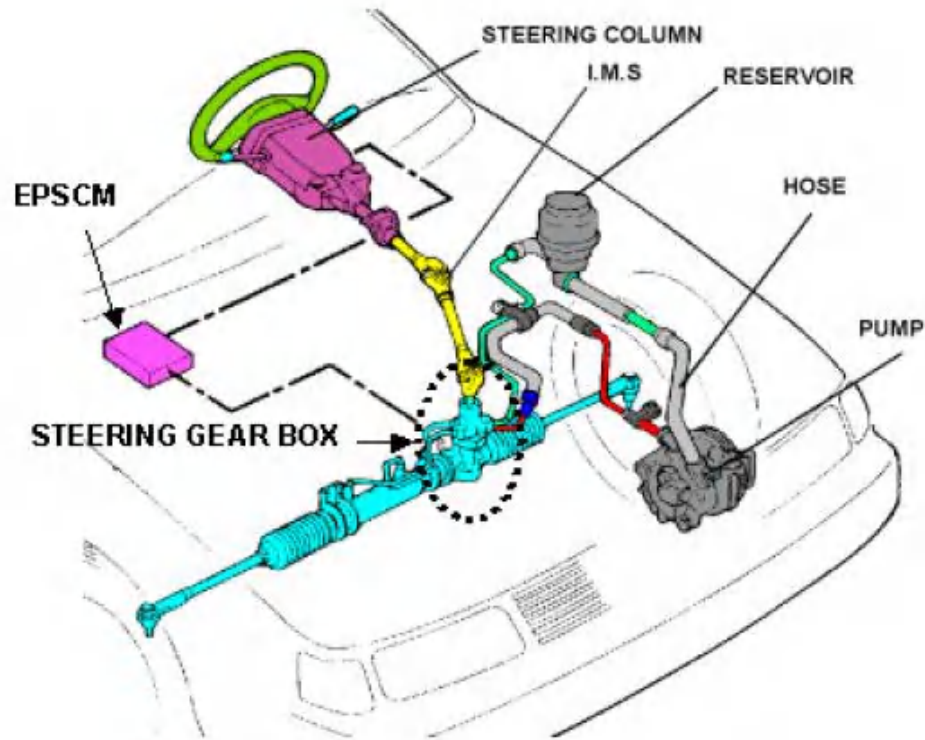 STEERING COLUMN
I.M.S
RESERVOIR
HOSE
EPSCM
PUMP
STEERING GEAR BOX